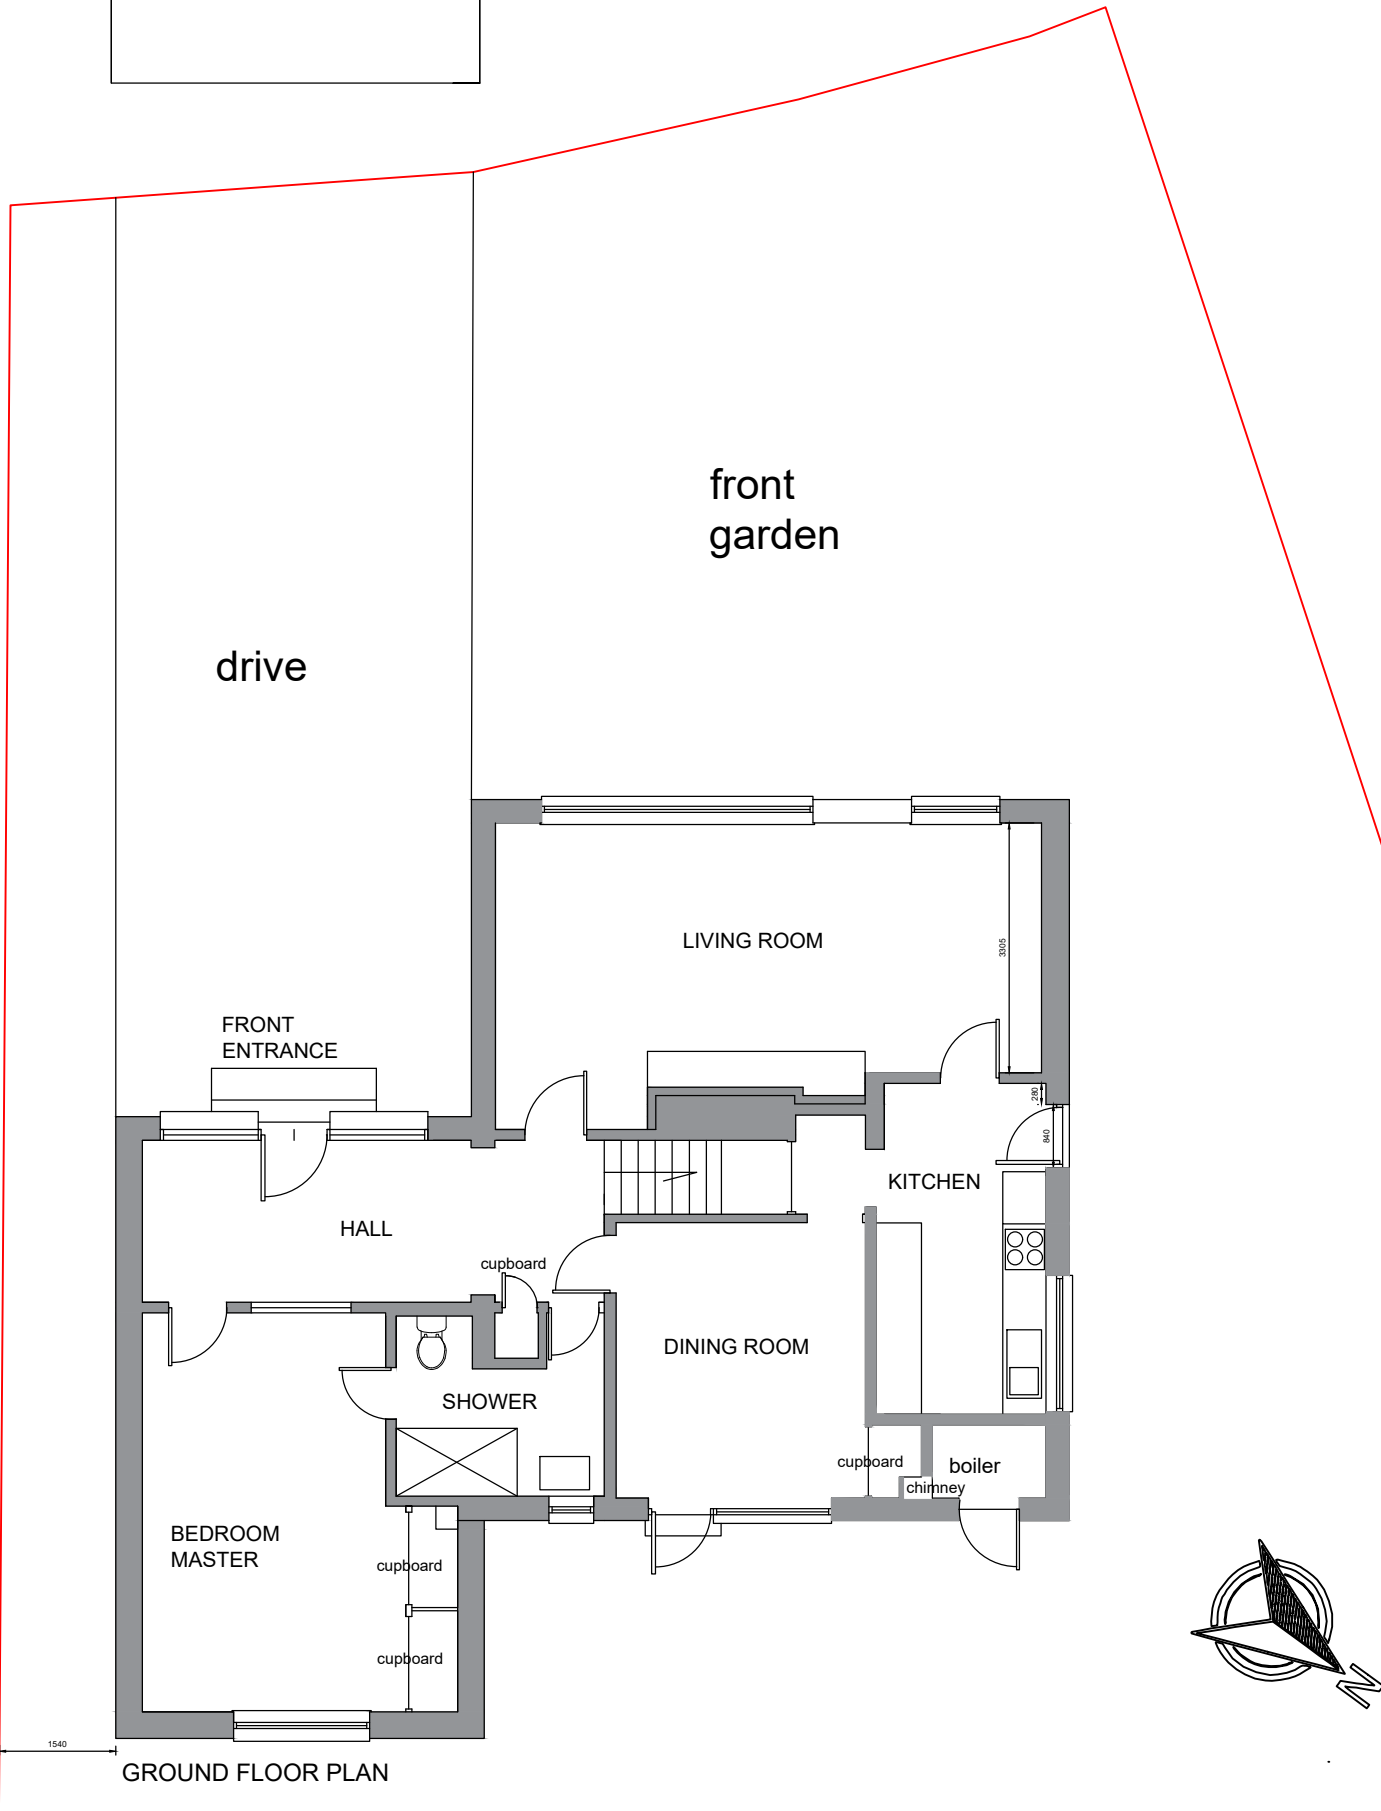 front
garden
drive
LIVING ROOM
3305
FRONT
ENTRANCE
280
840
KITCHEN
HALL
cupboard
DINING ROOM
SHOWER
cupboard
boiler
chimney
BEDROOM
MASTER
cupboard
cupboard
N
1540
GROUND FLOOR PLAN